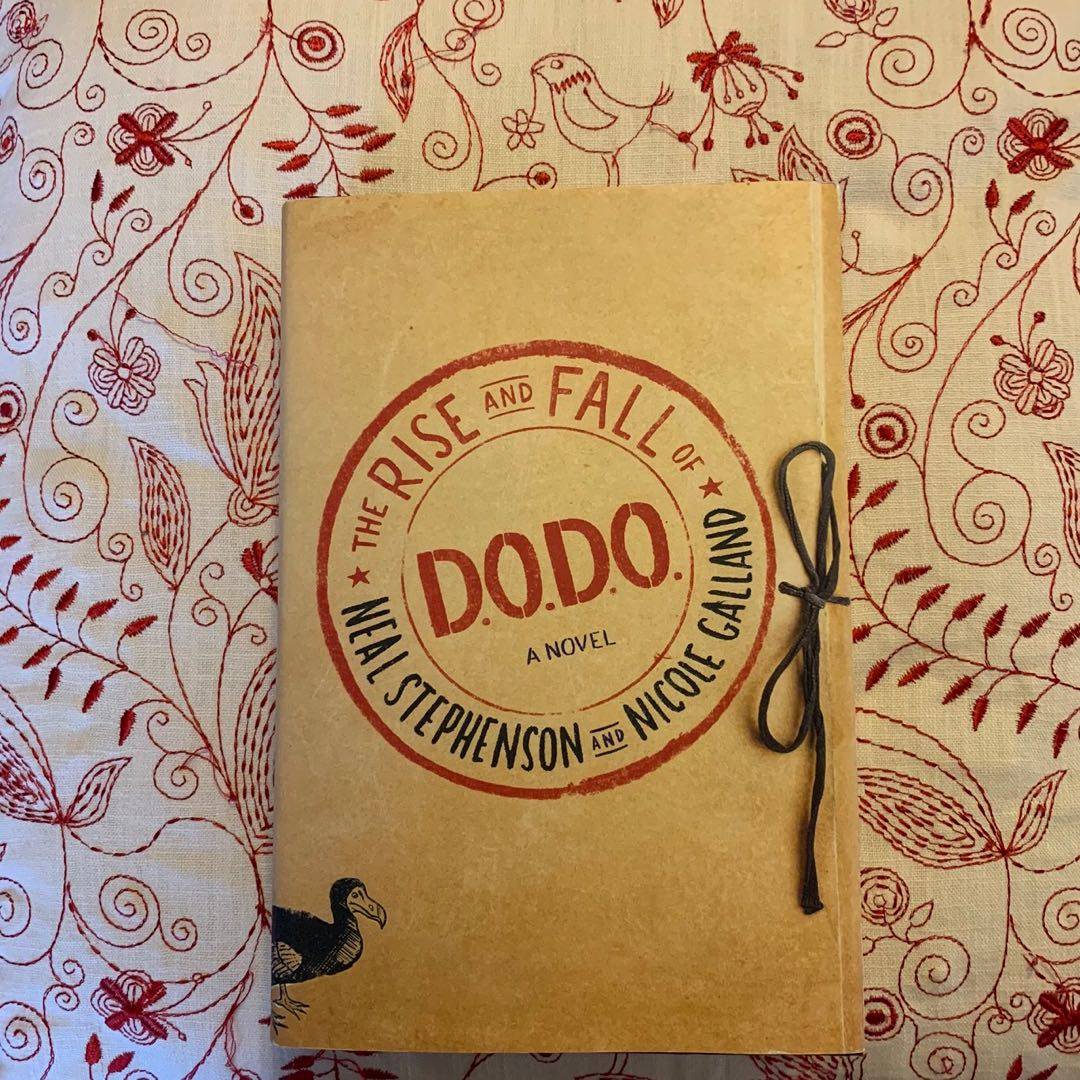 THE RISE AND FALL OF
D.O.D.O.
A NOVEL
NEAL STEPHENSON AND NICOLE GALLAND